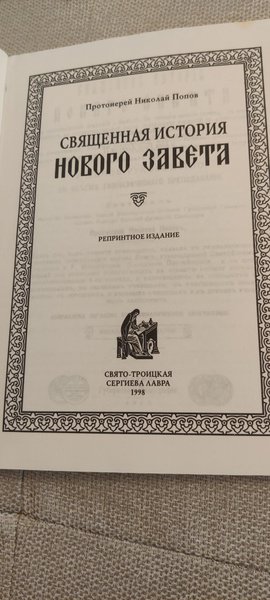 Протоиерей Николай Попов
СВЯЩЕННАЯ ИСТОРИЯ
НОВОГО ЗАВЕТА
РЕПРИНТНОЕ ИЗДАНИЕ
СВЯТО-ТРОИЦКАЯ
СЕРГИЕВА ЛАВРА
1998